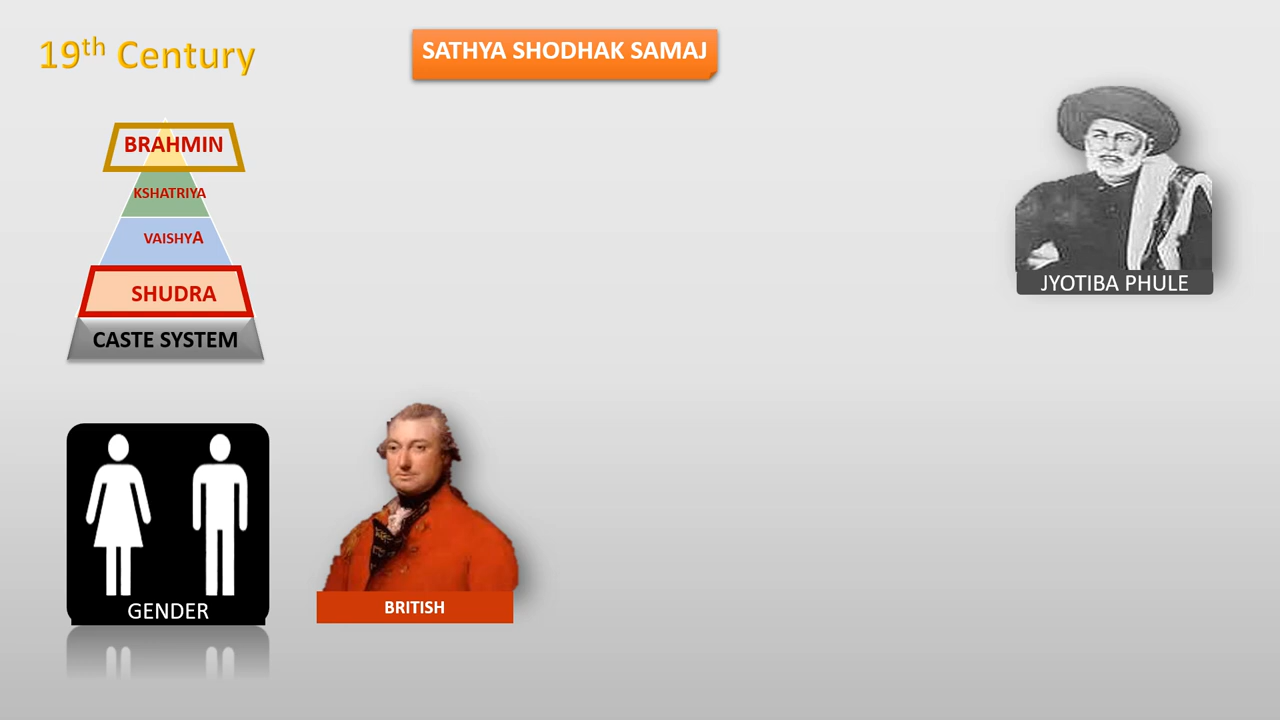 19th Century
SATHYA SHODHAK SAMAJ
BRAHMIN
KSHATRIYA
VAISHYA
SHUDRA
CASTE SYSTEM
JYOTIBA PHULE
GENDER
BRITISH